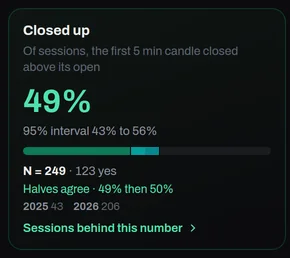 Closed up
Of sessions, the first 5 min candle closed
above its open
49%
95% interval 43% to 56%
N = 249 · 123 yes
Halves agree · 49% then 50%
2025 43 2026 206
Sessions behind this number >